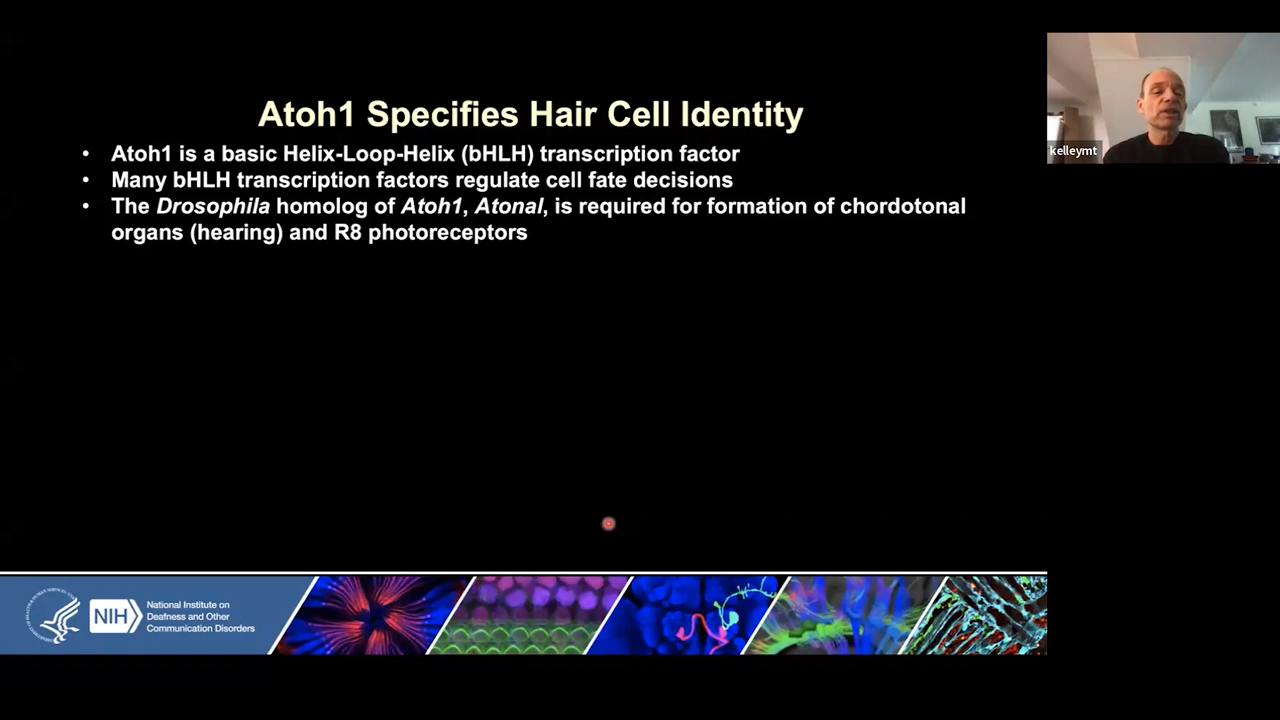 Atoh1 Specifies Hair Cell Identity
• Atoh1 is a basic Helix-Loop-Helix (bHLH) transcription factor
• Many bHLH transcription factors regulate cell fate decisions
• The Drosophila homolog of Atoh1, Atonal, is required for formation of chordotonal
organs (hearing) and R8 photoreceptors
kelleymt
NIH
National Institute on
Deafness and Other
Communication Disorders